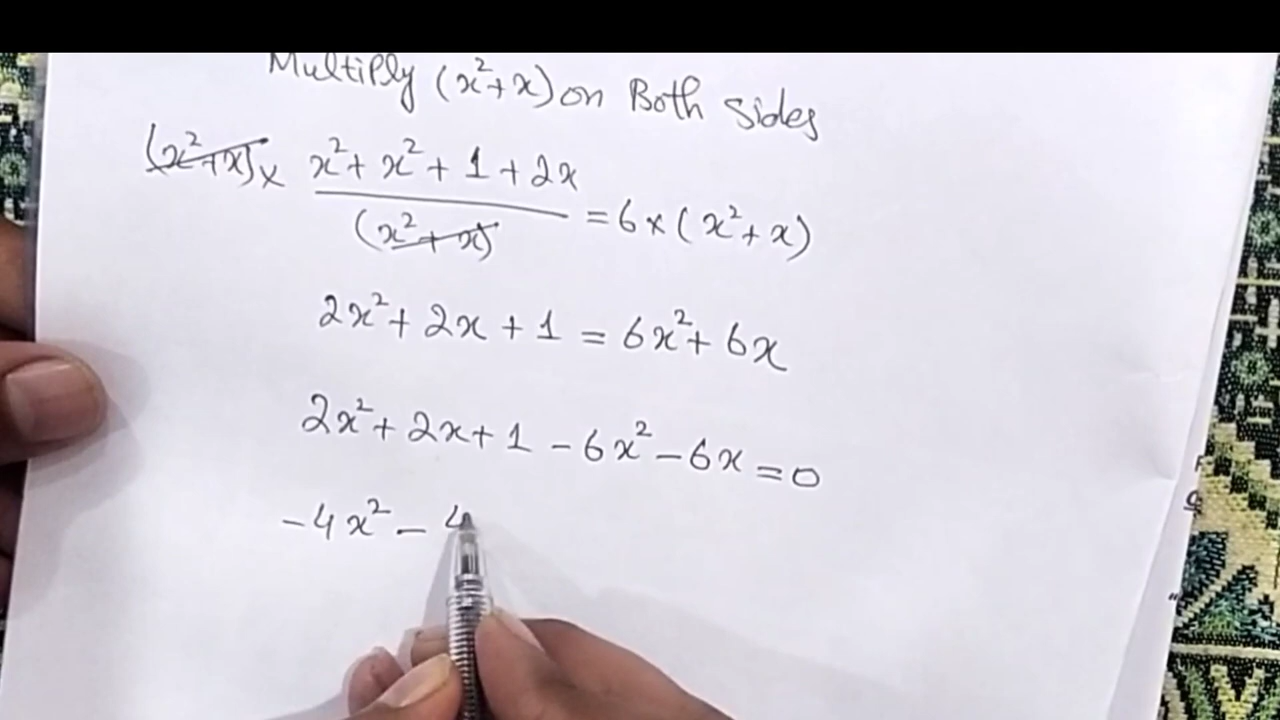 Multiply (x²+x) on Both Sides
(x²+x) × x² + x² + 1 + 2x
(x² + x)
= 6 × (x² + x)
2x² + 2x + 1 = 6x² + 6x
2x² + 2x + 1 - 6x² - 6x = 0
-4x² - 4